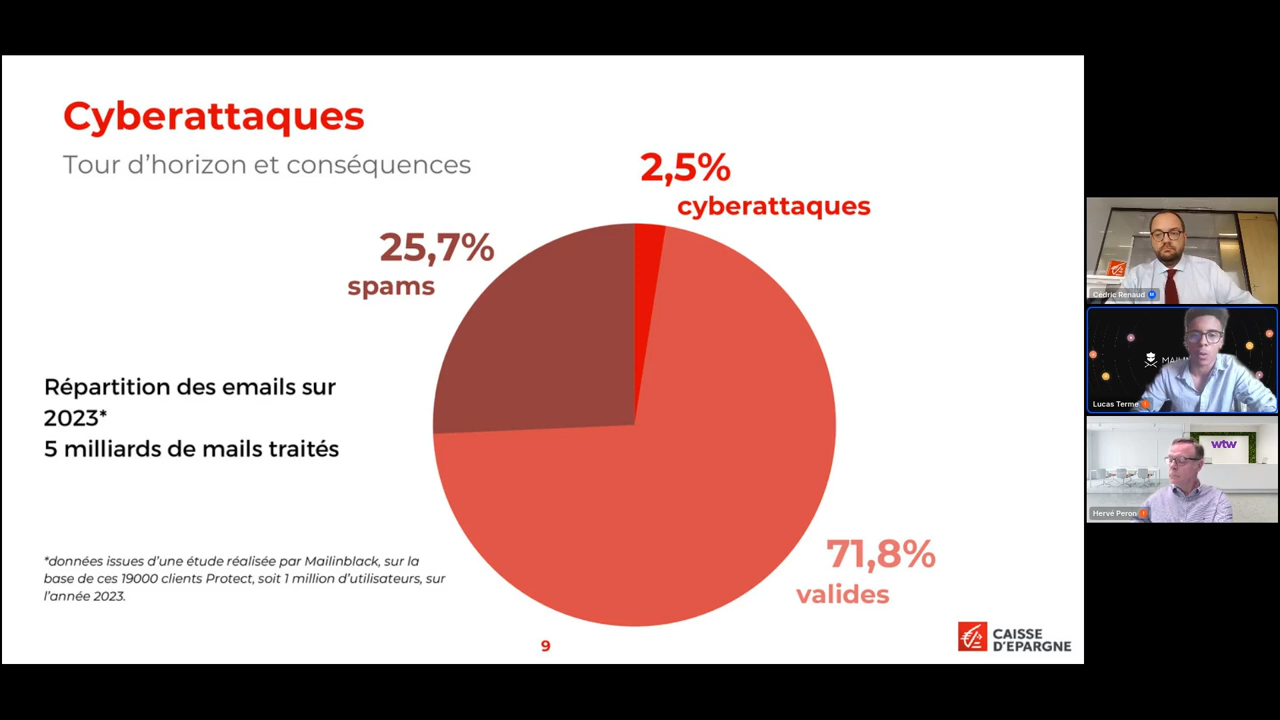 Cyberattaques
Tour d'horizon et conséquences
2,5%
cyberattaques
25,7%
spams
Répartition des emails sur
2023*
5 milliards de mails traités
71,8%
valides
*données issues d'une étude réalisée par Mailinblack, sur la
base de ces 19000 clients Protect, soit 1 million d'utilisateurs, sur
l'année 2023.
9
CAISSE
D'EPARGNE
Cédric Renaud
Lucas Terme
wtw
Hervé Peron